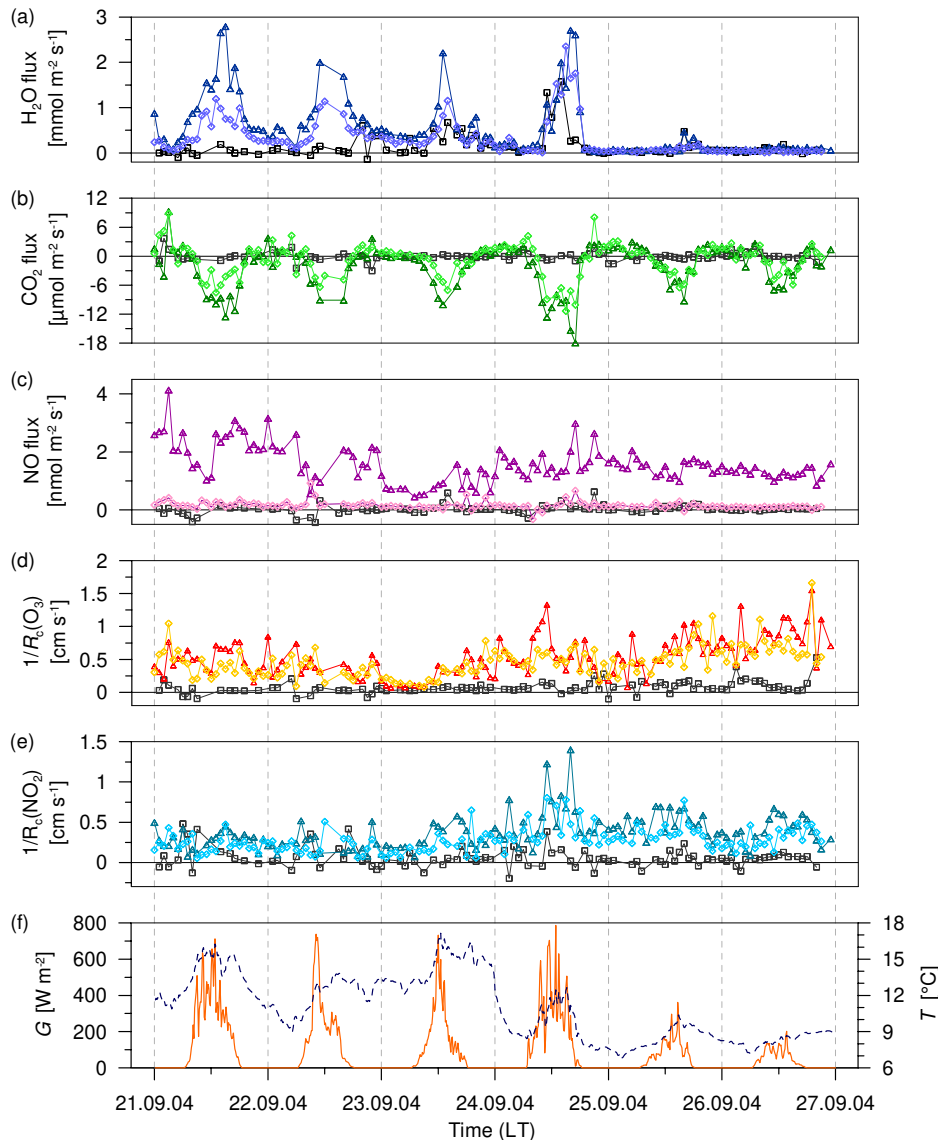 (a)
H₂O flux
[mmol m⁻² s⁻¹]
3
2
1
0
(b)
CO₂ flux
[µmol m⁻² s⁻¹]
12
6
0
-6
-12
-18
(c)
NO flux
[nmol m⁻² s⁻¹]
4
2
0
(d)
1/Rc(O₃)
[cm s⁻¹]
2
1.5
1
0.5
0
(e)
1/Rc(NO₂)
[cm s⁻¹]
1.5
1
0.5
0
(f)
G [W m⁻²]
800
600
400
200
0
18
15
12
9
6
T [°C]
21.09.04 22.09.04 23.09.04 24.09.04 25.09.04 26.09.04 27.09.04
Time (LT)